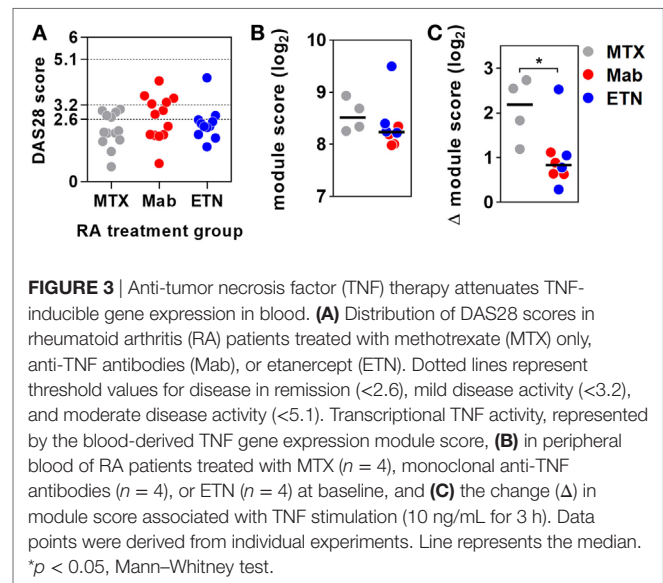 A
DAS28 score
6
5.1
3.2
2.6
0
MTX Mab ETN
RA treatment group
B
module score (log2)
10
9
8
7
C
Δ module score (log2)
3
2
1
0
*
MTX
Mab
ETN
FIGURE 3 | Anti-tumor necrosis factor (TNF) therapy attenuates TNF-
inducible gene expression in blood. (A) Distribution of DAS28 scores in
rheumatoid arthritis (RA) patients treated with methotrexate (MTX) only,
anti-TNF antibodies (Mab), or etanercept (ETN). Dotted lines represent
threshold values for disease in remission (<2.6), mild disease activity (<3.2),
and moderate disease activity (<5.1). Transcriptional TNF activity, represented
by the blood-derived TNF gene expression module score, (B) in peripheral
blood of RA patients treated with MTX (n = 4), monoclonal anti-TNF
antibodies (n = 4), or ETN (n = 4) at baseline, and (C) the change (Δ) in
module score associated with TNF stimulation (10 ng/mL for 3 h). Data
points were derived from individual experiments. Line represents the median.
*p < 0.05, Mann–Whitney test.